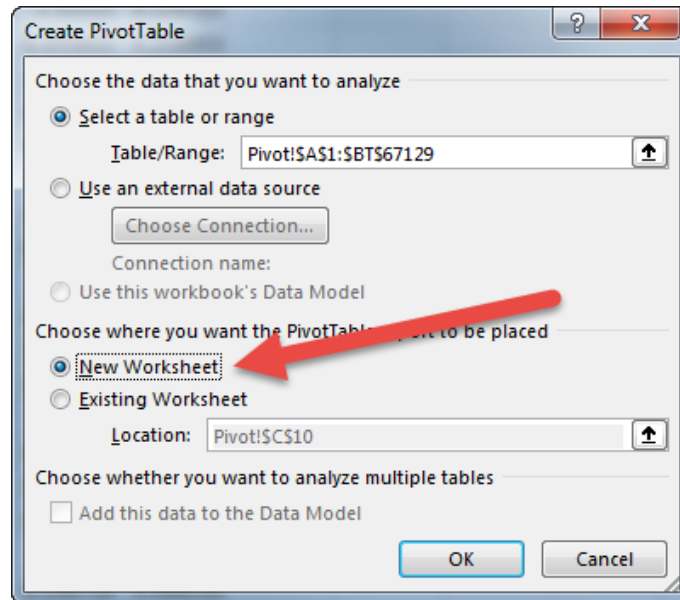 Create PivotTable
?
X
Choose the data that you want to analyze
Select a table or range
Table/Range: Pivot!$A$1:$BT$67129
Use an external data source
Choose Connection...
Connection name:
Use this workbook's Data Model
Choose where you want the PivotTable to be placed
New Worksheet
Existing Worksheet
Location: Pivot!$C$10
Choose whether you want to analyze multiple tables
Add this data to the Data Model
OK Cancel